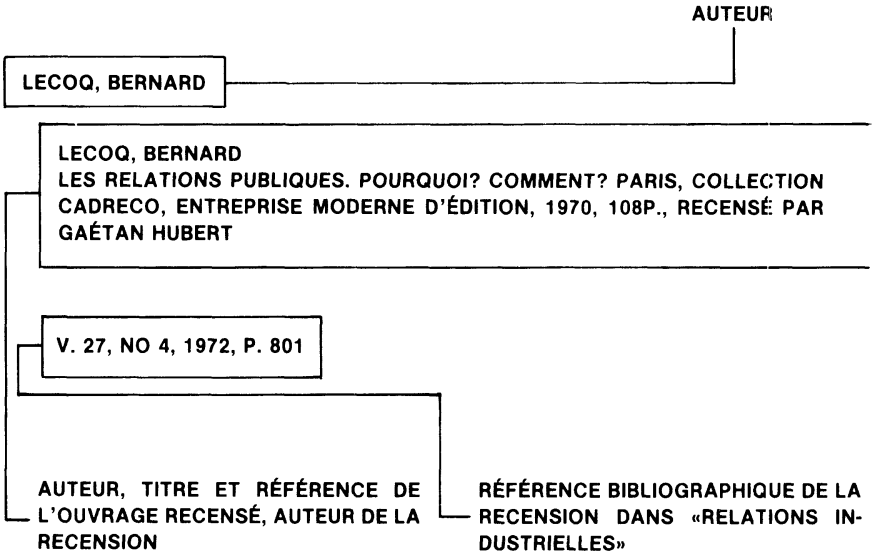 AUTEUR
LECOQ, BERNARD
LECOQ, BERNARD
LES RELATIONS PUBLIQUES. POURQUOI? COMMENT? PARIS, COLLECTION
CADRECO, ENTREPRISE MODERNE D'ÉDITION, 1970, 108P., RECENSÉ PAR
GAÉTAN HUBERT
V. 27, NO 4, 1972, P. 801
AUTEUR, TITRE ET RÉFÉRENCE DE
L'OUVRAGE RECENSÉ, AUTEUR DE LA
RECENSION
RÉFÉRENCE BIBLIOGRAPHIQUE DE LA
RECENSION DANS «RELATIONS IN-
DUSTRIELLES»